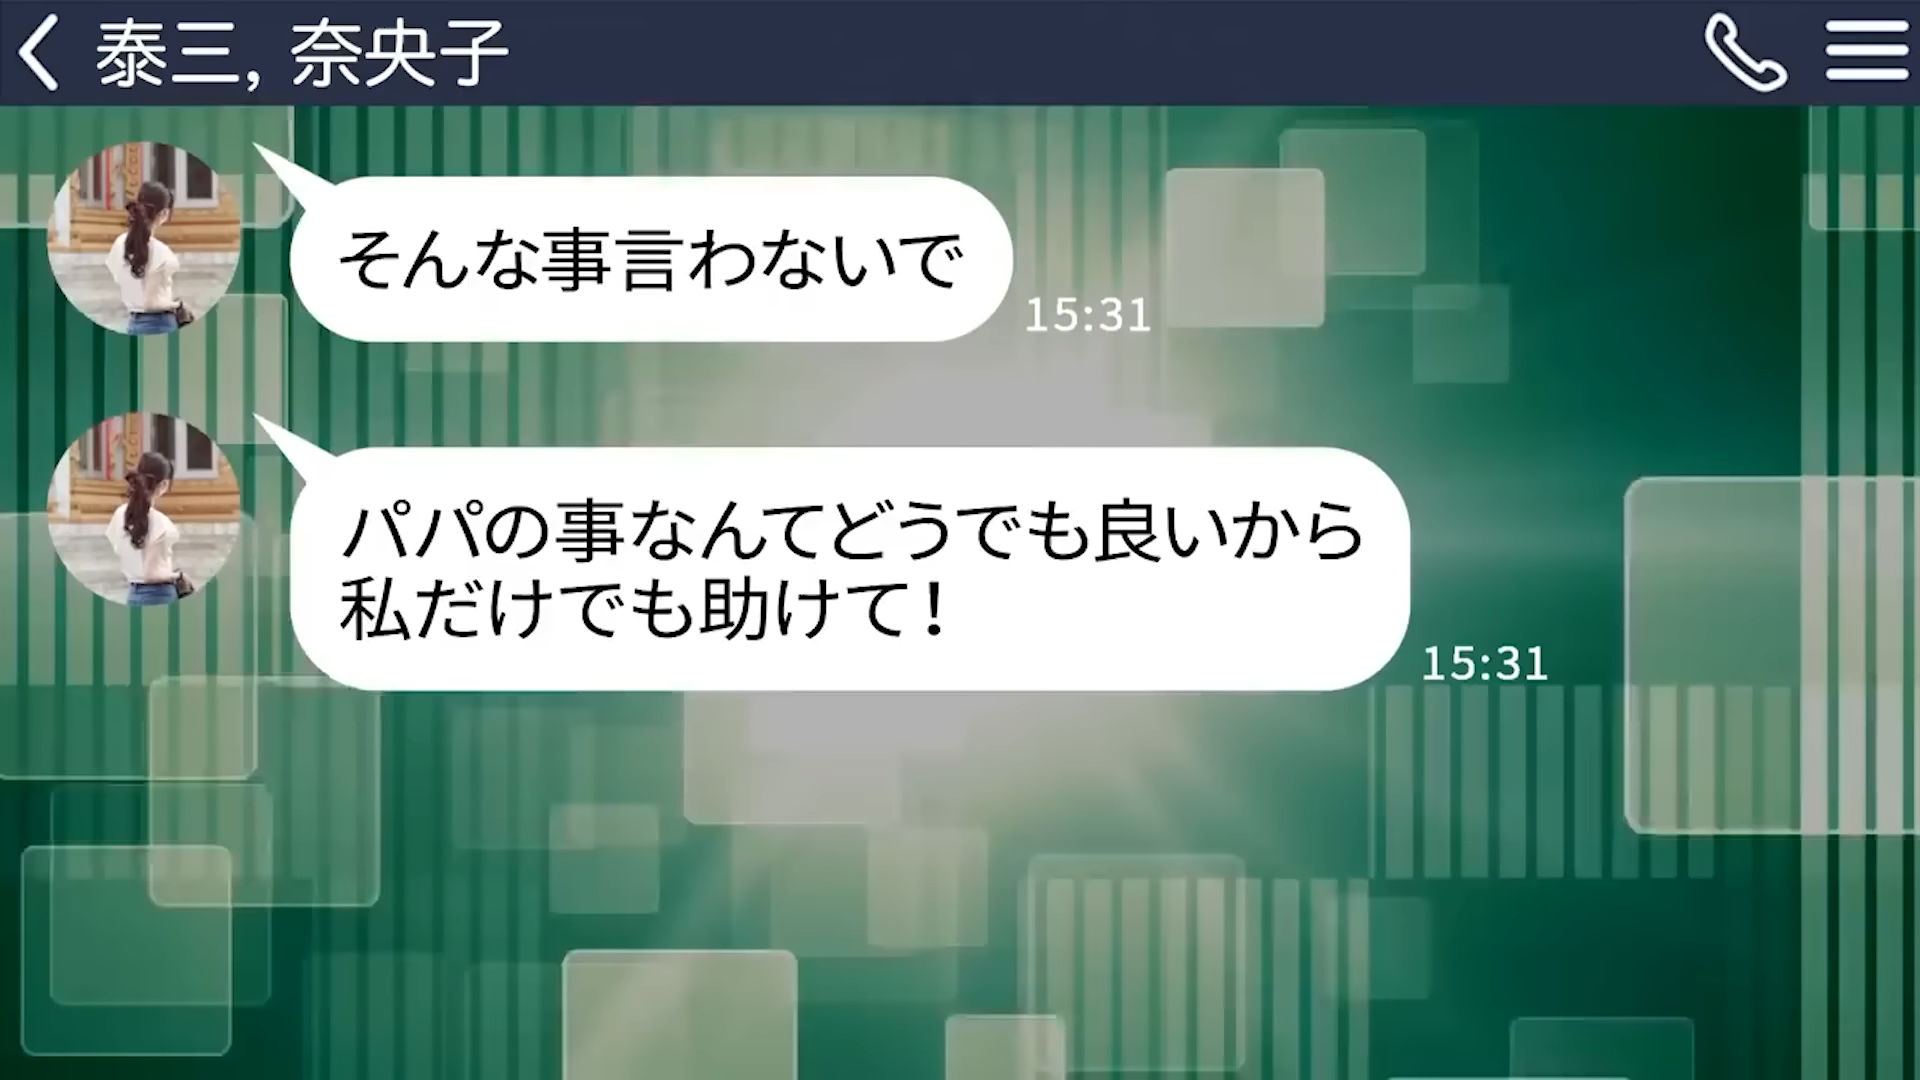 泰三, 奈央子
そんな事言わないで
15:31
パパの事なんてどうでも良いから
私だけでも助けて!
15:31